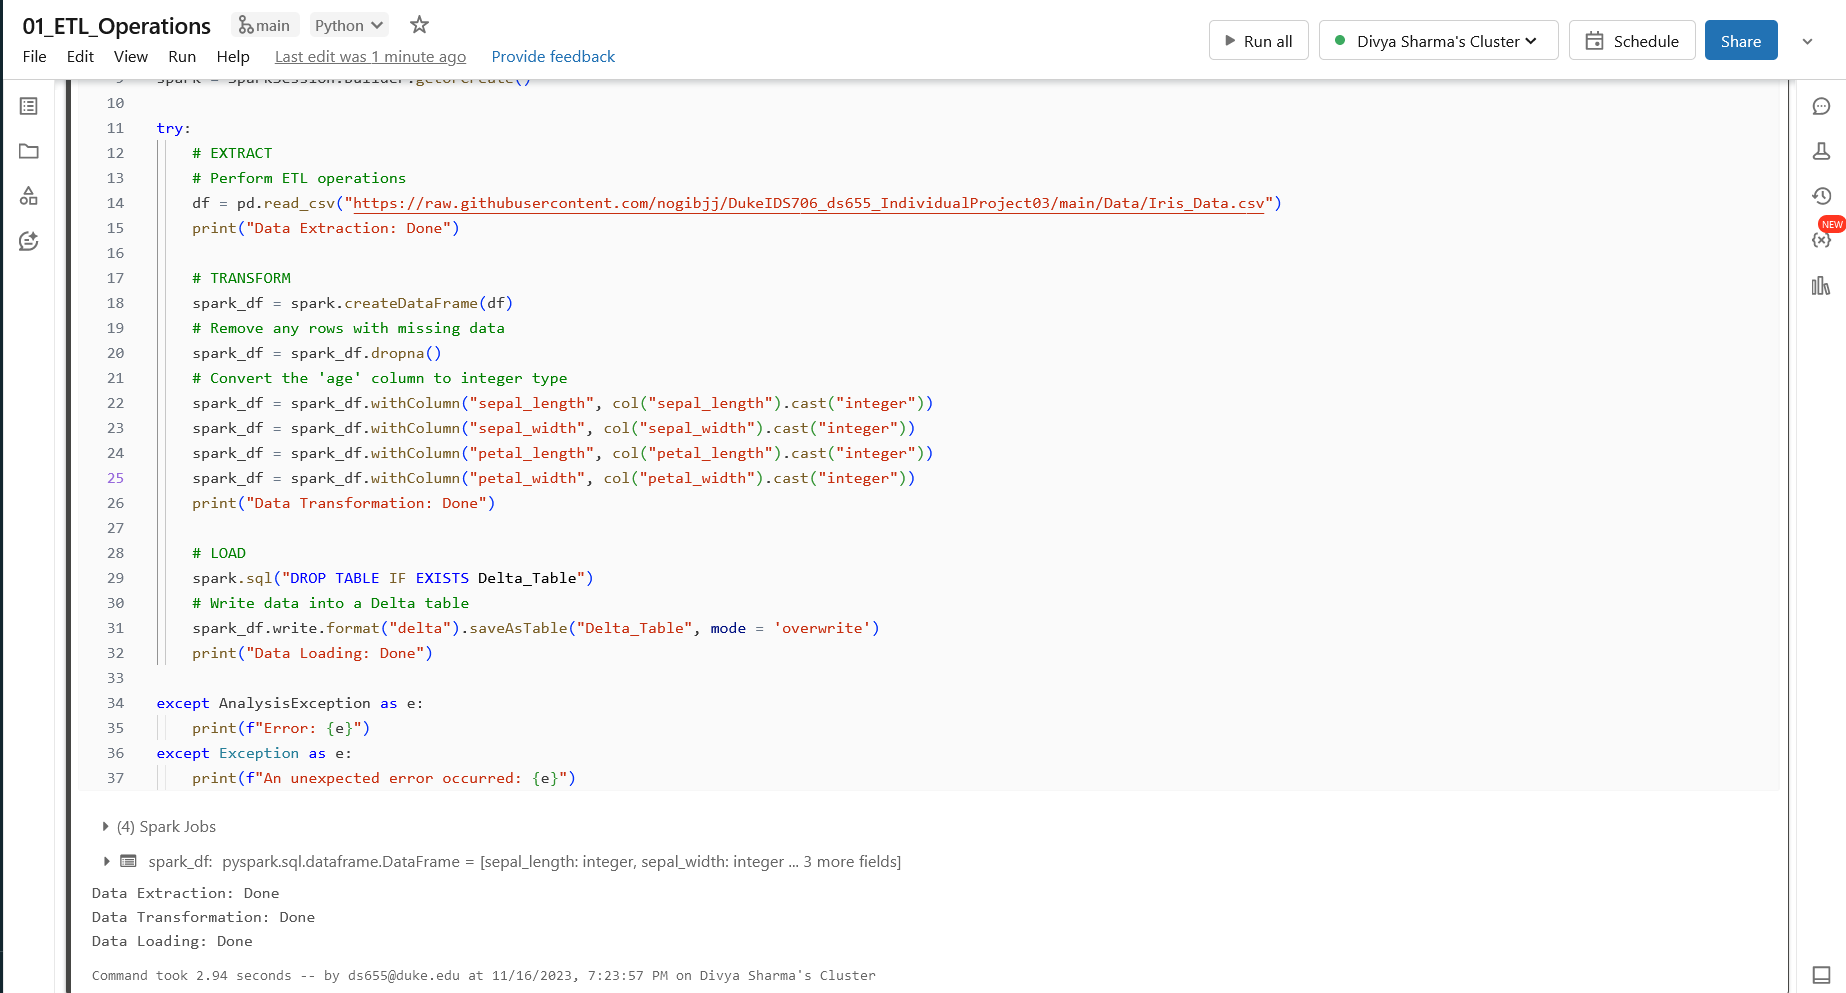 01_ETL_Operations main Python
File Edit View Run Help Last edit was 1 minute ago Provide feedback
Run all Divya Sharma's Cluster Schedule Share
NEW
9 spark = SparkSession.builder.getOrCreate()
10
11 try:
12 # EXTRACT
13 # Perform ETL operations
14 df = pd.read_csv("https://raw.githubusercontent.com/nogibjj/DukeIDS706_ds655_IndividualProject03/main/Data/Iris_Data.csv")
15 print("Data Extraction: Done")
16
17 # TRANSFORM
18 spark_df = spark.createDataFrame(df)
19 # Remove any rows with missing data
20 spark_df = spark_df.dropna()
21 # Convert the 'age' column to integer type
22 spark_df = spark_df.withColumn("sepal_length", col("sepal_length").cast("integer"))
23 spark_df = spark_df.withColumn("sepal_width", col("sepal_width").cast("integer"))
24 spark_df = spark_df.withColumn("petal_length", col("petal_length").cast("integer"))
25 spark_df = spark_df.withColumn("petal_width", col("petal_width").cast("integer"))
26 print("Data Transformation: Done")
27
28 # LOAD
29 spark.sql("DROP TABLE IF EXISTS Delta_Table")
30 # Write data into a Delta table
31 spark_df.write.format("delta").saveAsTable("Delta_Table", mode = 'overwrite')
32 print("Data Loading: Done")
33
34 except AnalysisException as e:
35 print(f"Error: {e}")
36 except Exception as e:
37 print(f"An unexpected error occurred: {e}")
(4) Spark Jobs
spark_df: pyspark.sql.dataframe.DataFrame = [sepal_length: integer, sepal_width: integer ... 3 more fields]
Data Extraction: Done
Data Transformation: Done
Data Loading: Done
Command took 2.94 seconds -- by ds655@duke.edu at 11/16/2023, 7:23:57 PM on Divya Sharma's Cluster